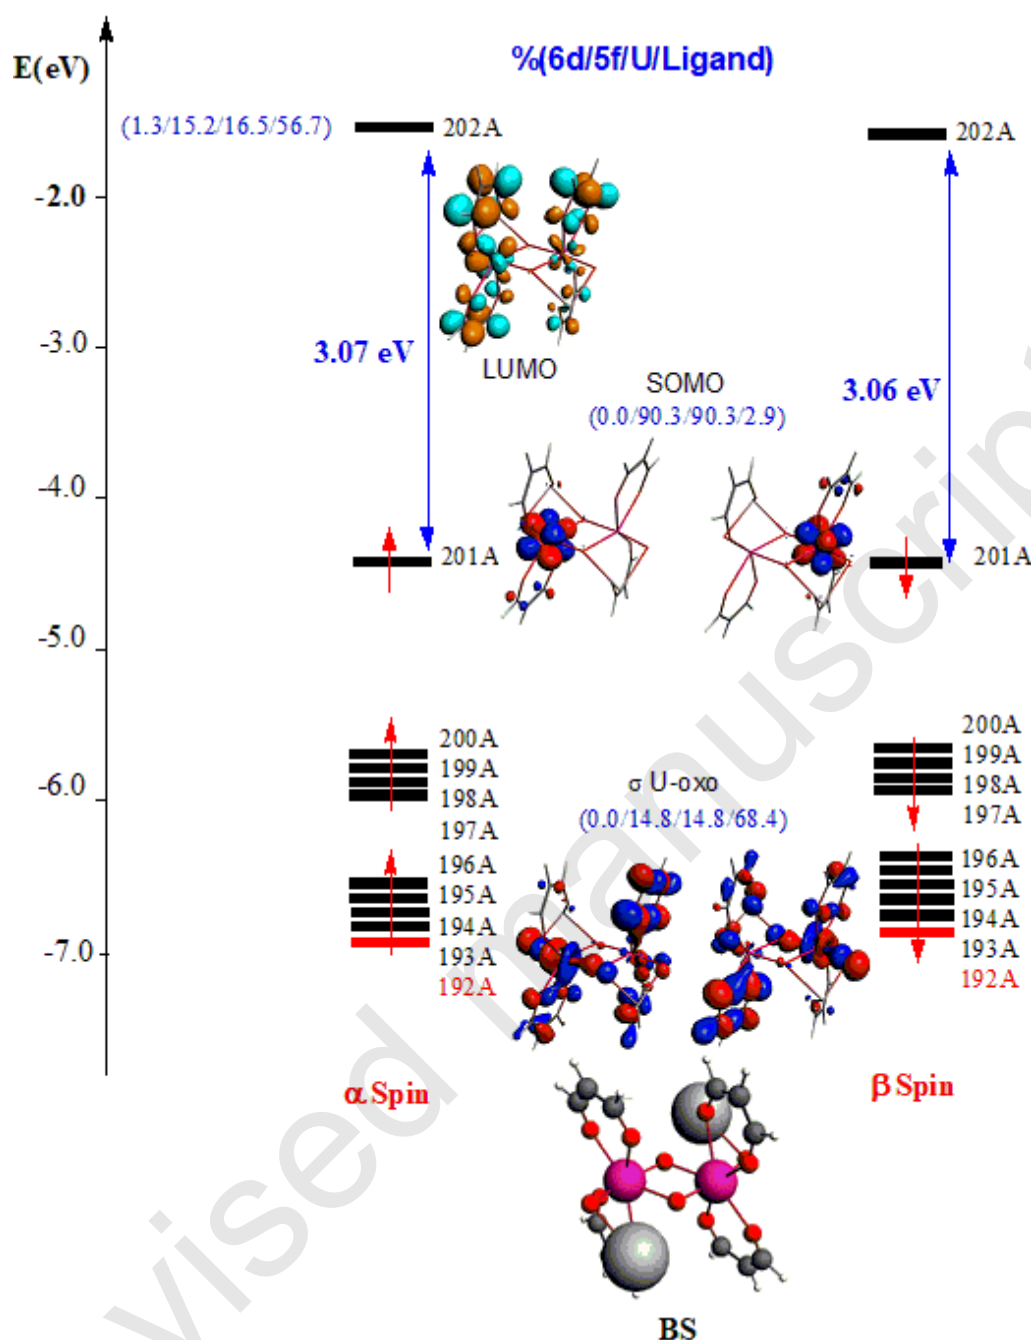 %(6d/5f/U/Ligand)
E(eV)
(1.3/15.2/16.5/56.7)
202A
202A
-2.0
-3.0
3.07 eV
LUMO
SOMO
3.06 eV
(0.0/90.3/90.3/2.9)
-4.0
201A
201A
-5.0
200A
199A
198A
197A
200A
199A
198A
197A
-6.0
σ U-oxo
(0.0/14.8/14.8/68.4)
196A
195A
194A
193A
192A
196A
195A
194A
193A
192A
-7.0
α Spin
β Spin
BS
vised manuscrip